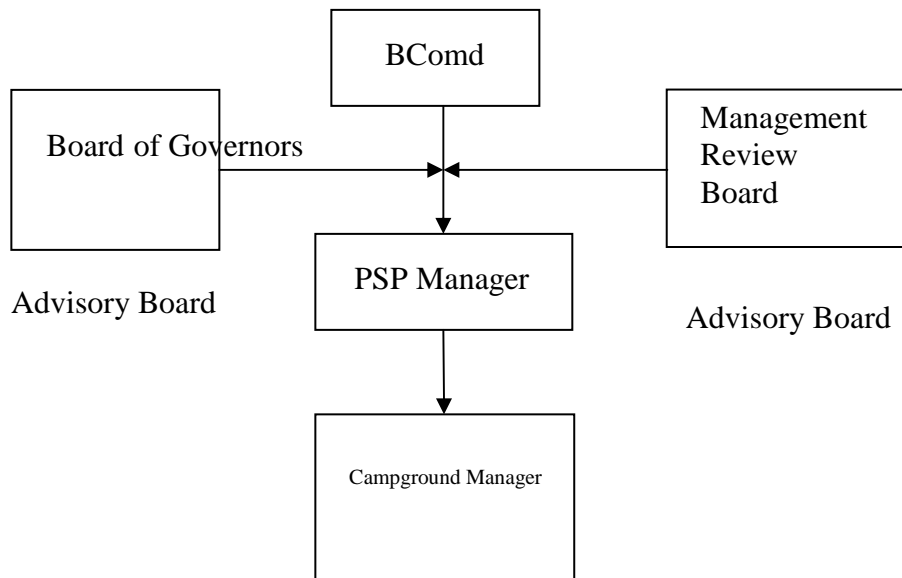 BComd
Board of Governors
Management
Review
Board
PSP Manager
Advisory Board
Advisory Board
Campground Manager